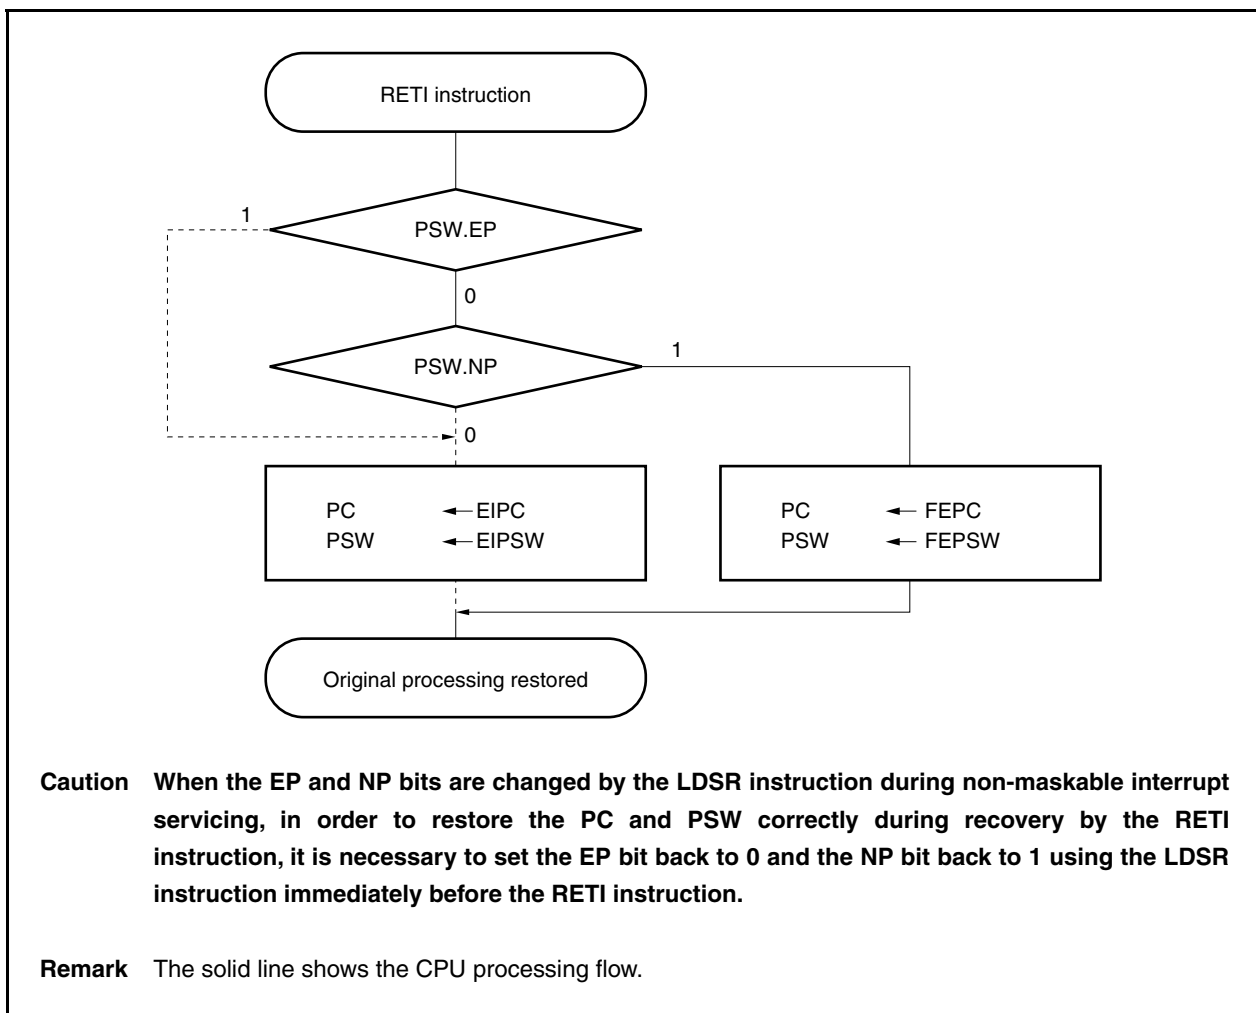 RETI instruction
1
PSW.EP
0
1
PSW.NP
0
PC ← EIPC
PSW ← EIPSW
PC ← FEPC
PSW ← FEPSW
Original processing restored
Caution When the EP and NP bits are changed by the LDSR instruction during non-maskable interrupt
servicing, in order to restore the PC and PSW correctly during recovery by the RETI
instruction, it is necessary to set the EP bit back to 0 and the NP bit back to 1 using the LDSR
instruction immediately before the RETI instruction.
Remark The solid line shows the CPU processing flow.